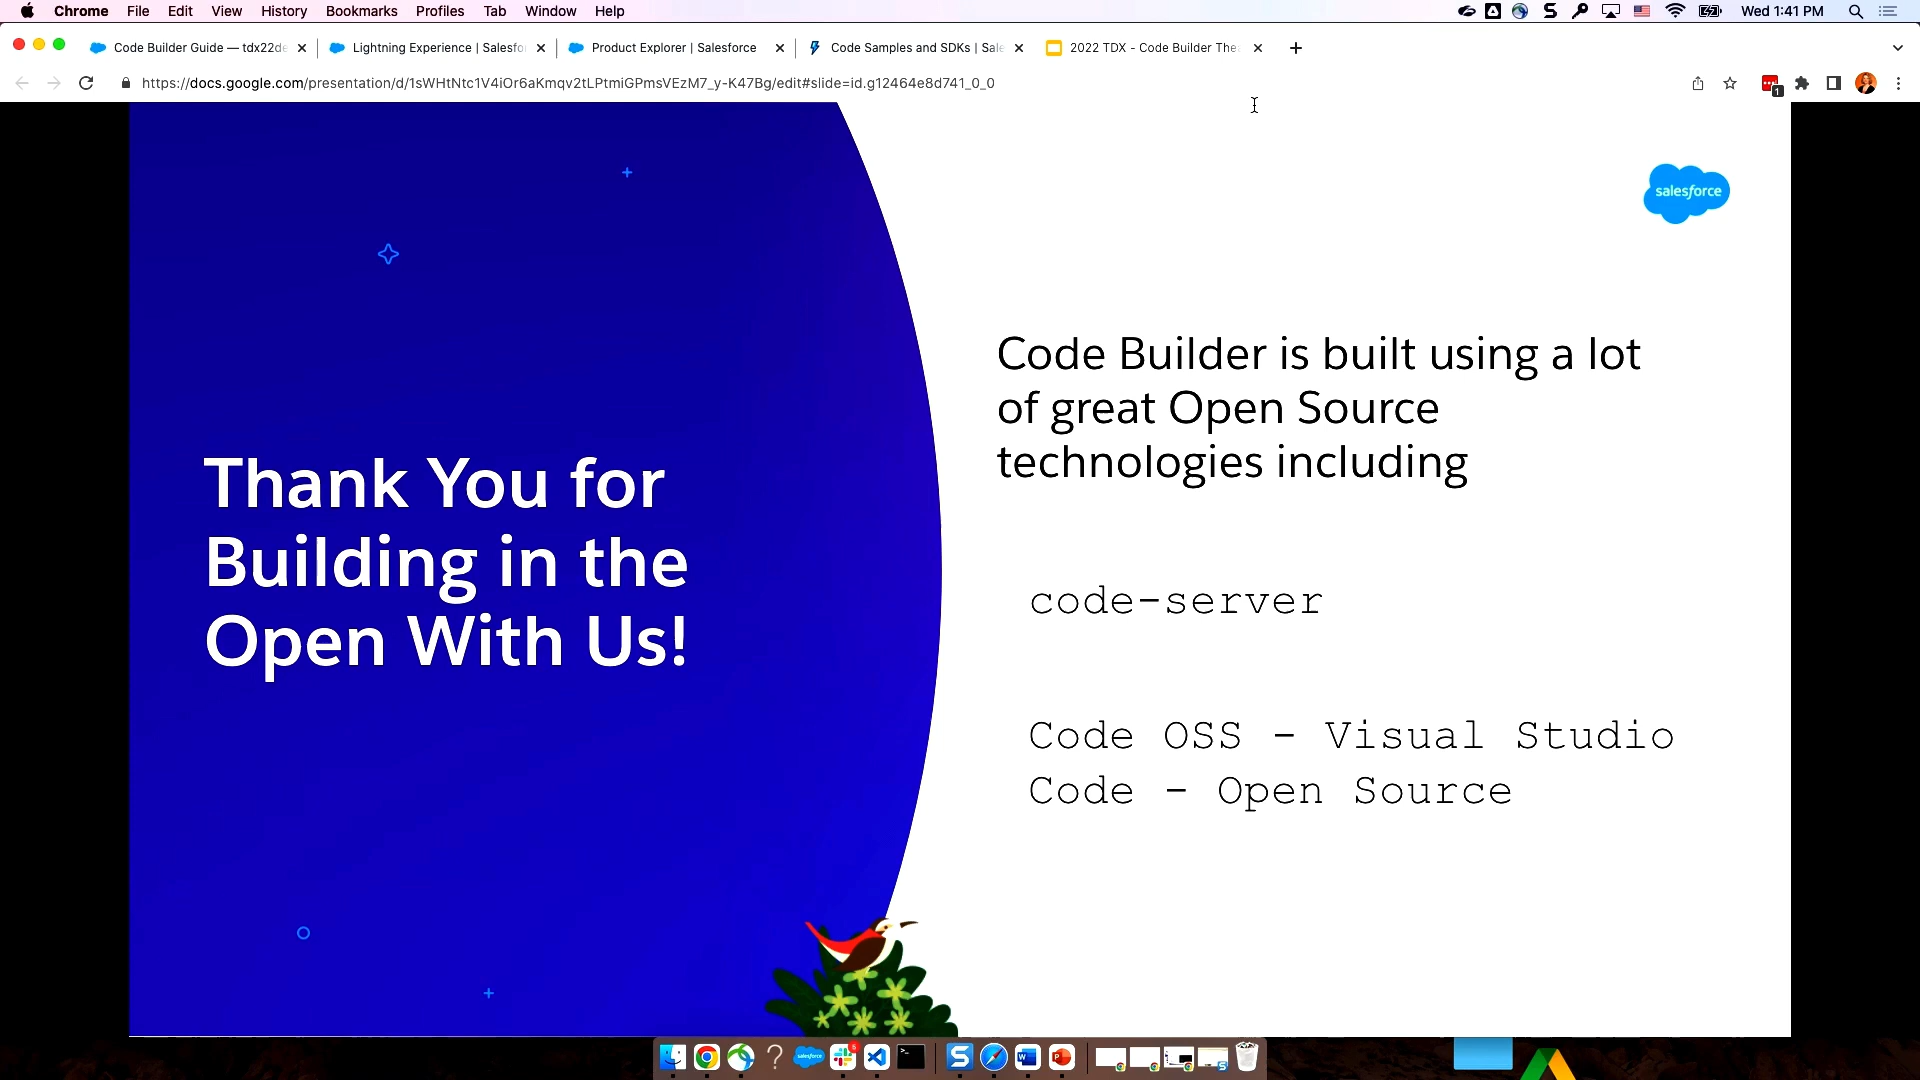 Chrome File Edit View History Bookmarks Profiles Tab Window Help Wed 1:41 PM
Code Builder Guide — tdx22de
Lightning Experience | Salesfo
Product Explorer | Salesforce
Code Samples and SDKs | Sale
2022 TDX - Code Builder The
https://docs.google.com/presentation/d/1sWHtNtc1V4iOr6aKmqv2tLPtmiGPmsVEzM7_y-K47Bg/edit#slide=id.g12464e8d741_0_0
1
salesforce
Thank You for
Building in the
Open With Us!
Code Builder is built using a lot
of great Open Source
technologies including
code-server
Code OSS - Visual Studio
Code - Open Source
salesforce